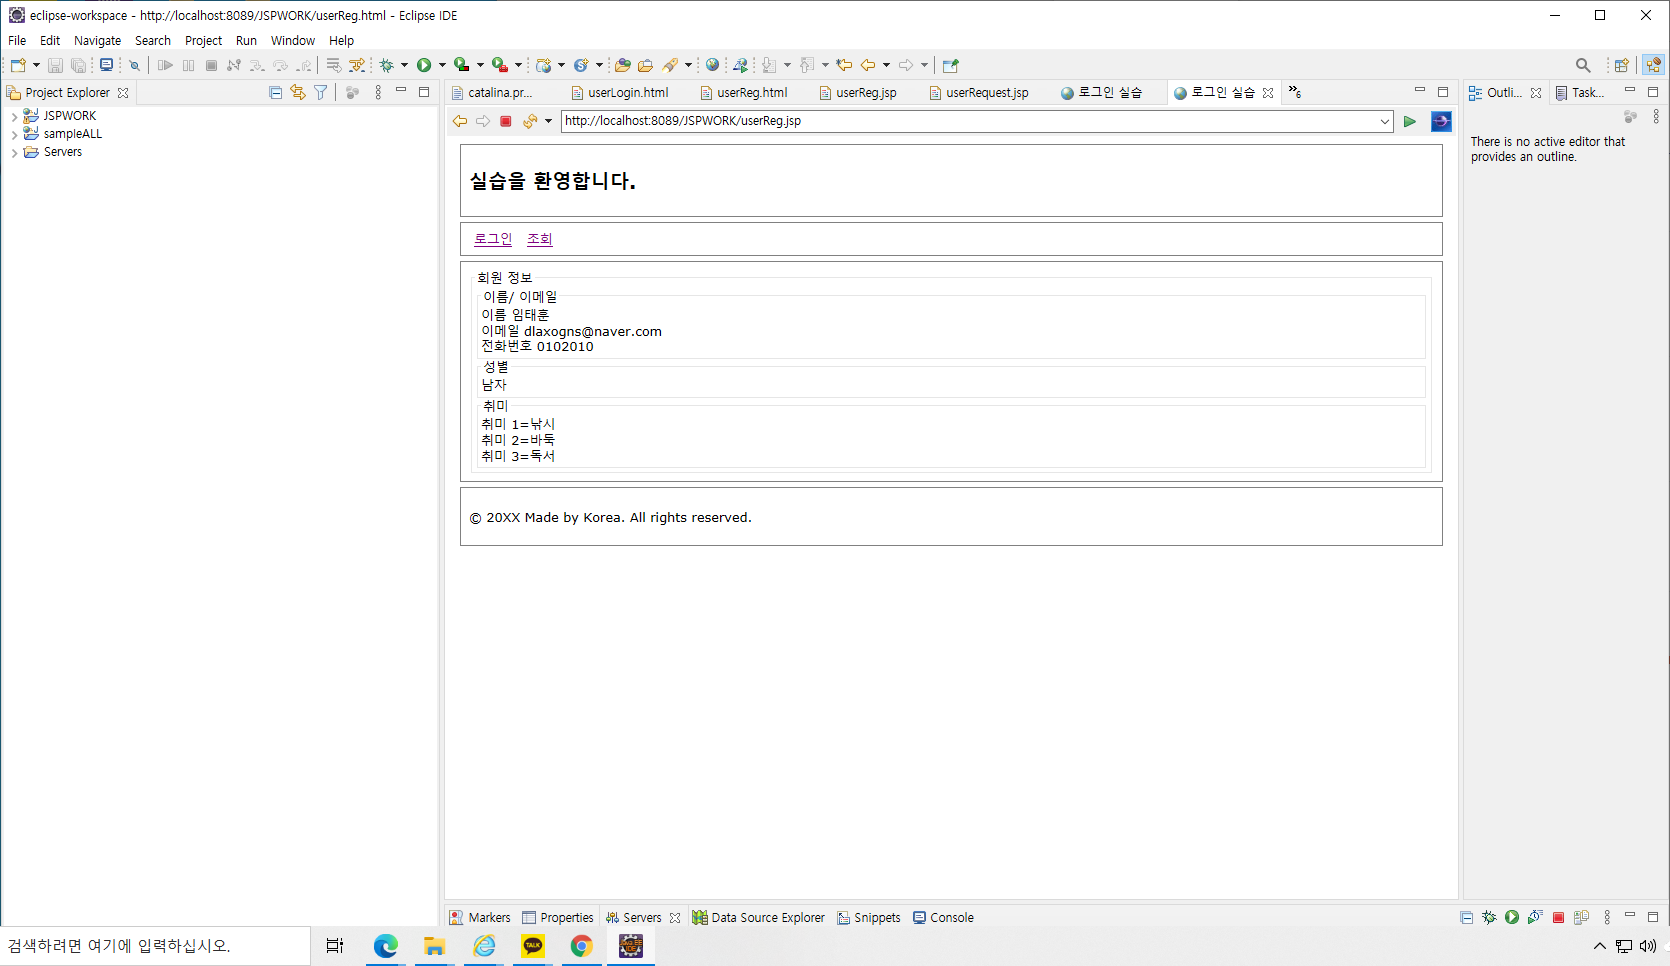 eclipse-workspace - http://localhost:8089/JSPWORK/userReg.html - Eclipse IDE
File Edit Navigate Search Project Run Window Help
Project Explorer
JSPWORK
sampleALL
Servers
catalina.pr... userLogin.html userReg.html userReg.jsp userRequest.jsp 로그인 실습 로그인 실습 »6
http://localhost:8089/JSPWORK/userReg.jsp
실습을 환영합니다.
로그인 조회
회원 정보
이름/ 이메일
이름 임태훈
이메일 dlaxogns@naver.com
전화번호 0102010
성별
남자
취미
취미 1=낚시
취미 2=바둑
취미 3=독서
© 20XX Made by Korea. All rights reserved.
Outli... Task...
There is no active editor that
provides an outline.
Markers Properties Servers Data Source Explorer Snippets Console
검색하려면 여기에 입력하십시오.
TALK